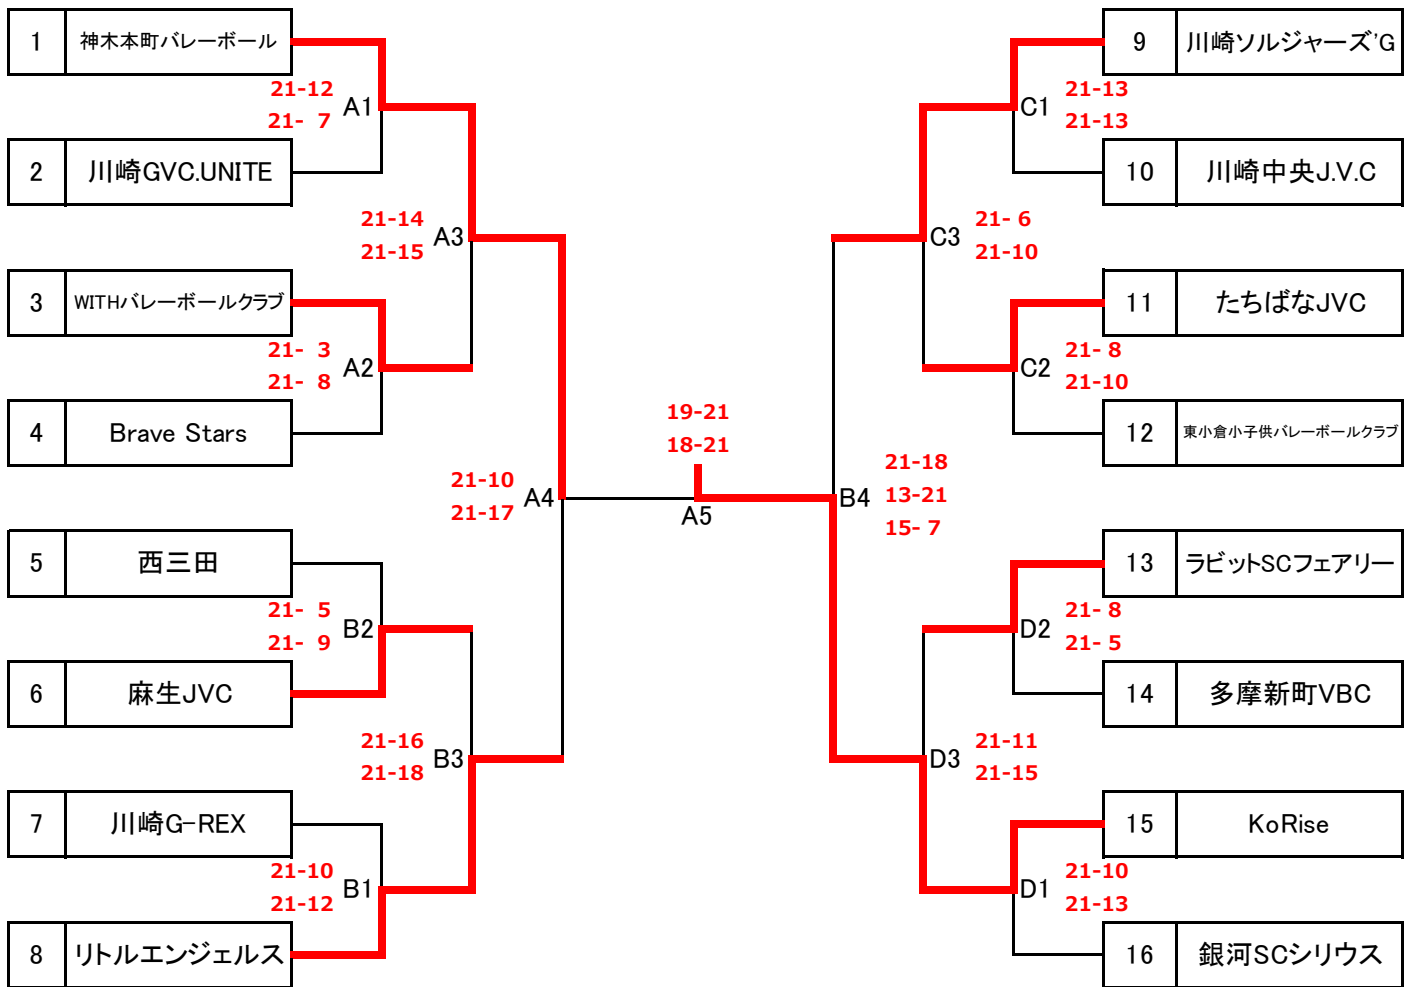 1 神木本町バレーボール
21-12
21- 7
A1
2 川崎GVC.UNITE
21-14
21-15
A3
3 WITHバレーボールクラブ
21- 3
21- 8
A2
4 Brave Stars
21-10
21-17
A4
5 西三田
21- 5
21- 9
B2
6 麻生JVC
21-16
21-18
B3
7 川崎G-REX
21-10
21-12
B1
8 リトルエンジェルス
19-21
18-21
A5
9 川崎ソルジャーズ'G
C1
21-13
21-13
10 川崎中央J.V.C
C3
21- 6
21-10
11 たちばなJVC
C2
21- 8
21-10
12 東小倉小子供バレーボールクラブ
B4
21-18
13-21
15- 7
13 ラビットSCフェアリー
D2
21- 8
21- 5
14 多摩新町VBC
D3
21-11
21-15
15 KoRise
D1
21-10
21-13
16 銀河SCシリウス